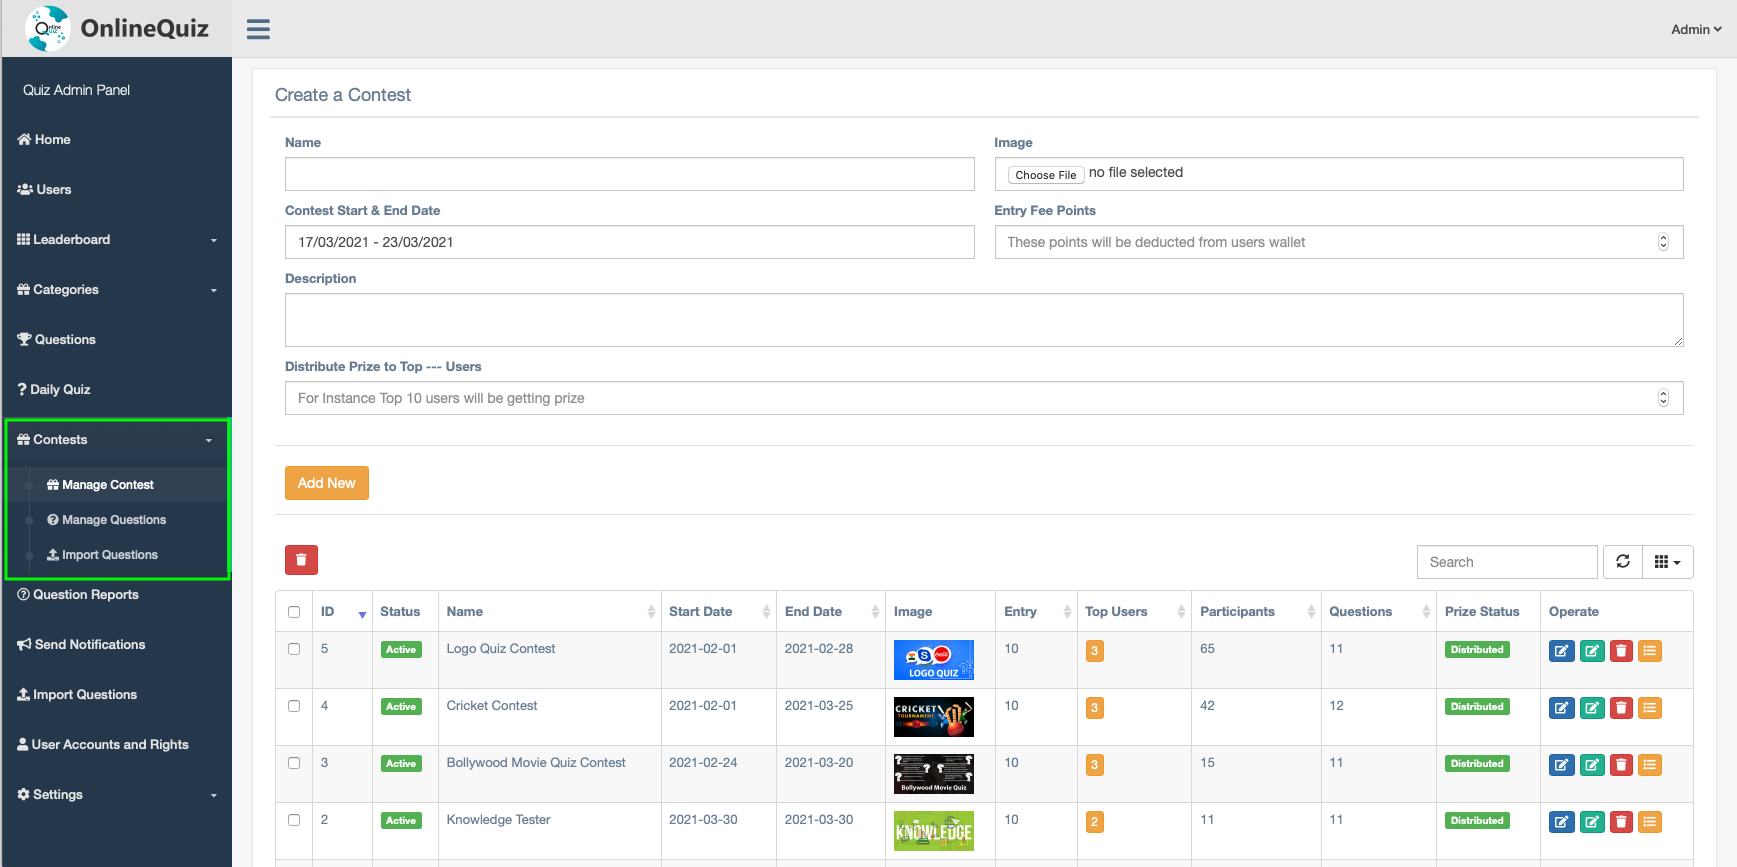 OnlineQuiz
Admin
Quiz Admin Panel
Home
Users
Leaderboard
Categories
Questions
Daily Quiz
Contests
Manage Contest
Manage Questions
Import Questions
Question Reports
Send Notifications
Import Questions
User Accounts and Rights
Settings
Create a Contest
Name
Image
Choose File no file selected
Contest Start & End Date
Entry Fee Points
17/03/2021 - 23/03/2021
These points will be deducted from users wallet
Description
Distribute Prize to Top --- Users
For Instance Top 10 users will be getting prize
Add New
Search
ID Status Name Start Date End Date Image Entry Top Users Participants Questions Prize Status Operate
5 Active Logo Quiz Contest 2021-02-01 2021-02-28 LOGO QUIZ 10 3 65 11 Distributed
4 Active Cricket Contest 2021-02-01 2021-03-25 CRICKET TOURNAMENT 10 3 42 12 Distributed
3 Active Bollywood Movie Quiz Contest 2021-02-24 2021-03-20 Bollywood Movie Quiz 10 3 15 11 Distributed
2 Active Knowledge Tester 2021-03-30 2021-03-30 KNOWLEDGE 10 2 11 11 Distributed